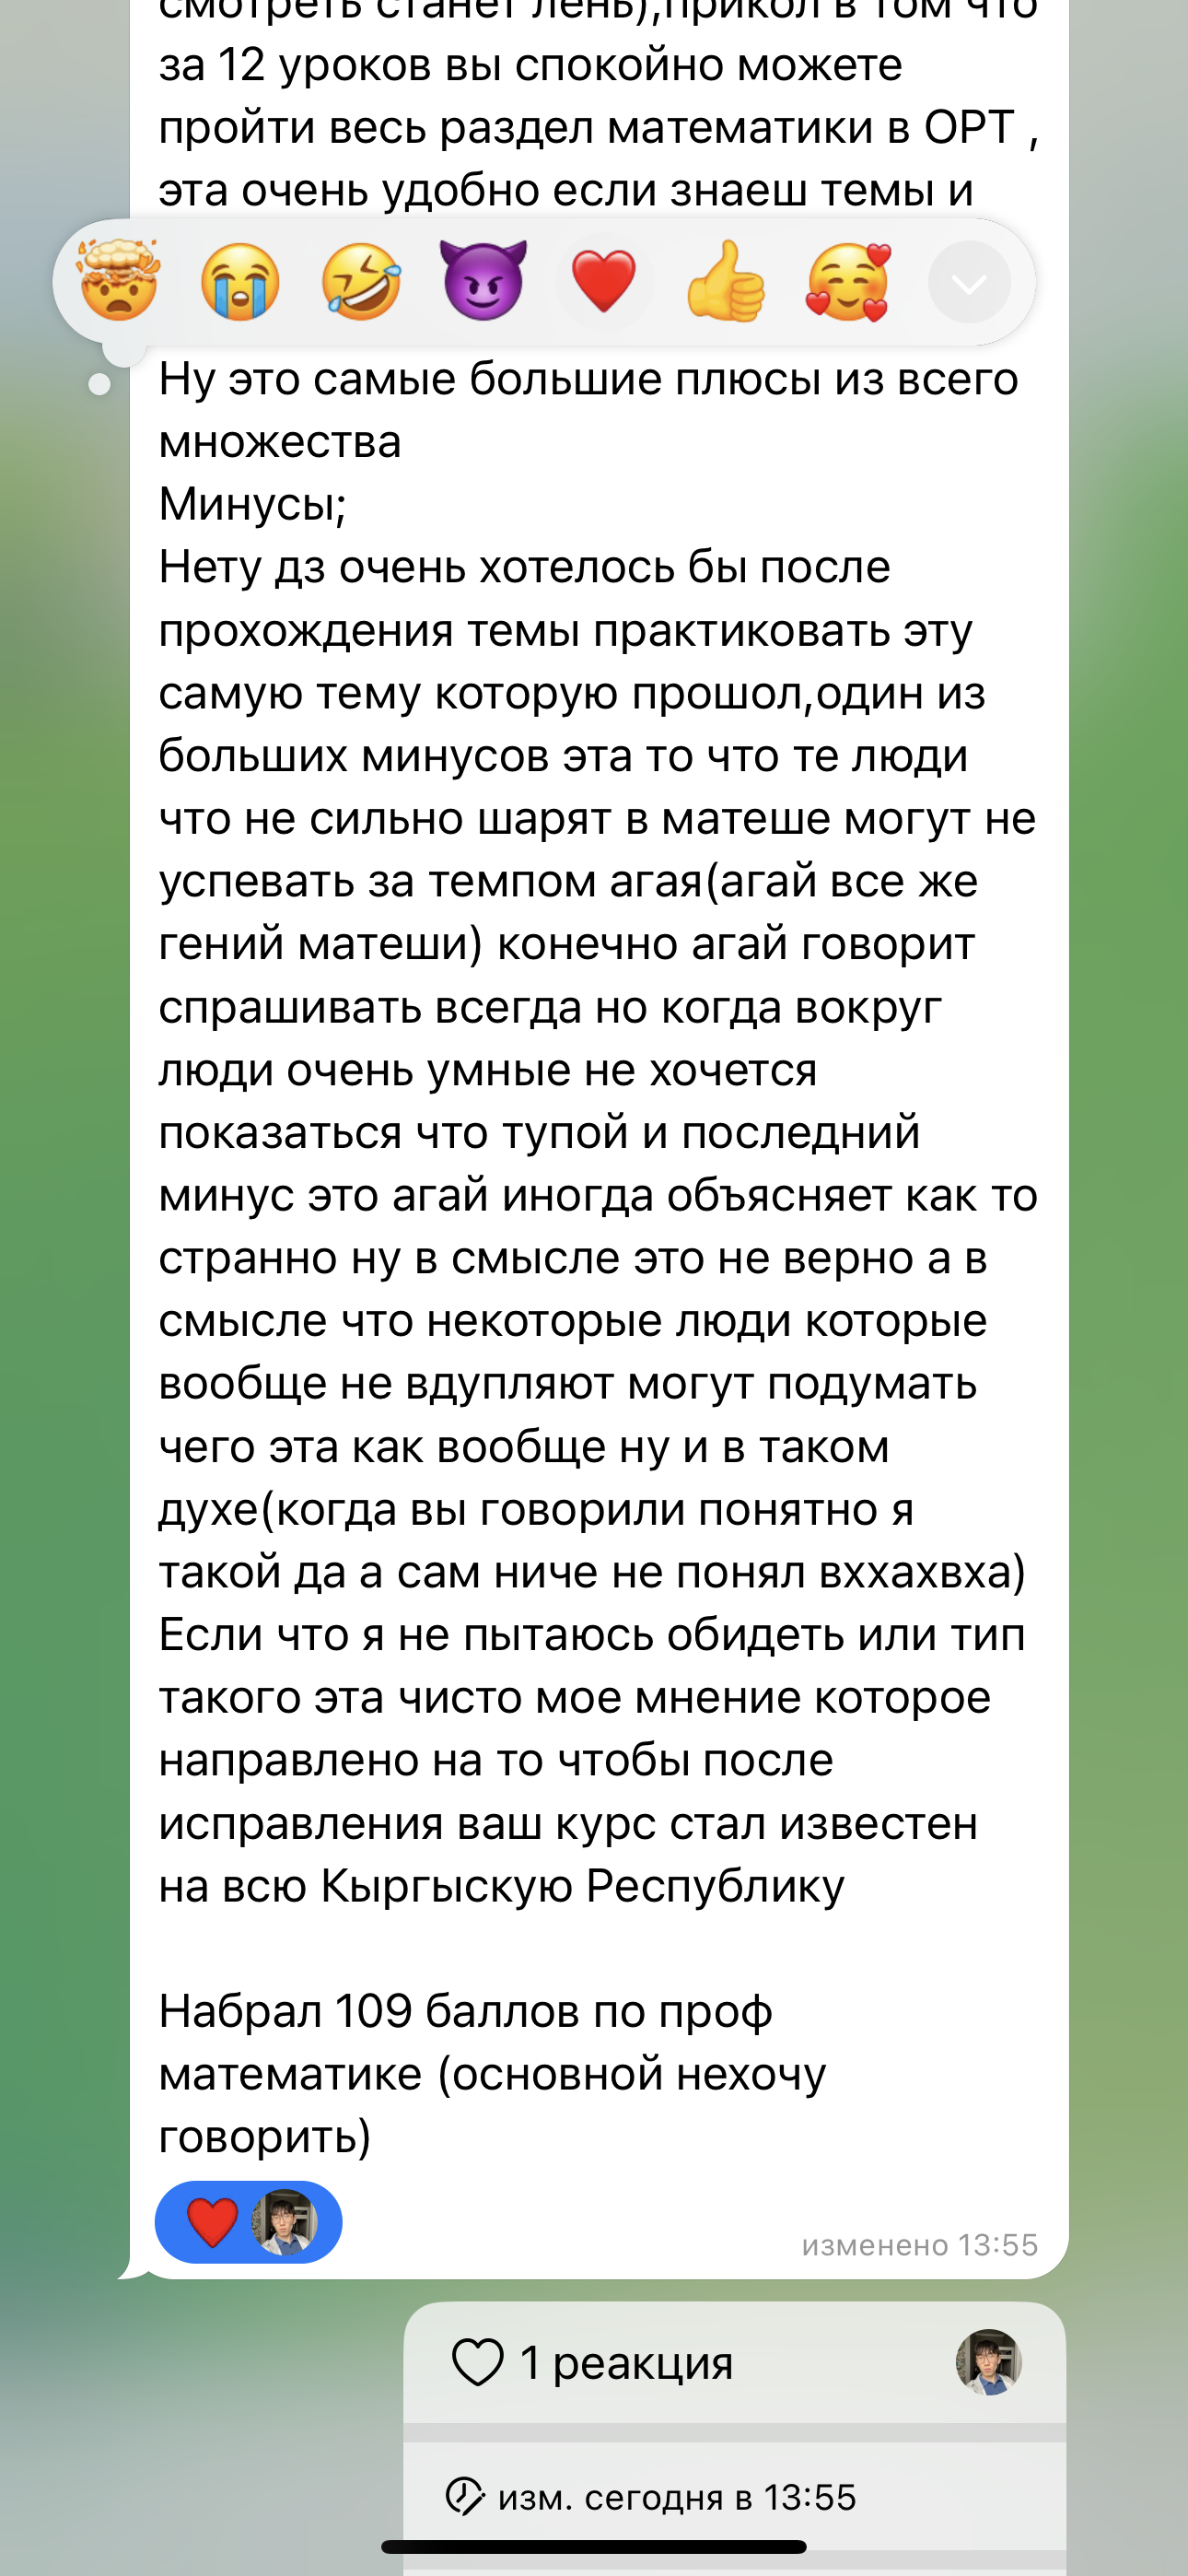 смотреть станет лень),прикол в том что
за 12 уроков вы спокойно можете
пройти весь раздел математики в ОРТ ,
эта очень удобно если знаеш темы и
Ну это самые большие плюсы из всего
множества
Минусы;
Нету дз очень хотелось бы после
прохождения темы практиковать эту
самую тему которую прошол,один из
больших минусов эта то что те люди
что не сильно шарят в матеше могут не
успевать за темпом агая(агай все же
гений матеши) конечно агай говорит
спрашивать всегда но когда вокруг
люди очень умные не хочется
показаться что тупой и последний
минус это агай иногда объясняет как то
странно ну в смысле это не верно а в
смысле что некоторые люди которые
вообще не вдупляют могут подумать
чего эта как вообще ну и в таком
духе(когда вы говорили понятно я
такой да а сам ниче не понял вххахвха)
Если что я не пытаюсь обидеть или тип
такого эта чисто мое мнение которое
направлено на то чтобы после
исправления ваш курс стал известен
на всю Кыргыскую Республику
Набрал 109 баллов по проф
математике (основной нехочу
говорить)
изменено 13:55
1 реакция
изм. сегодня в 13:55